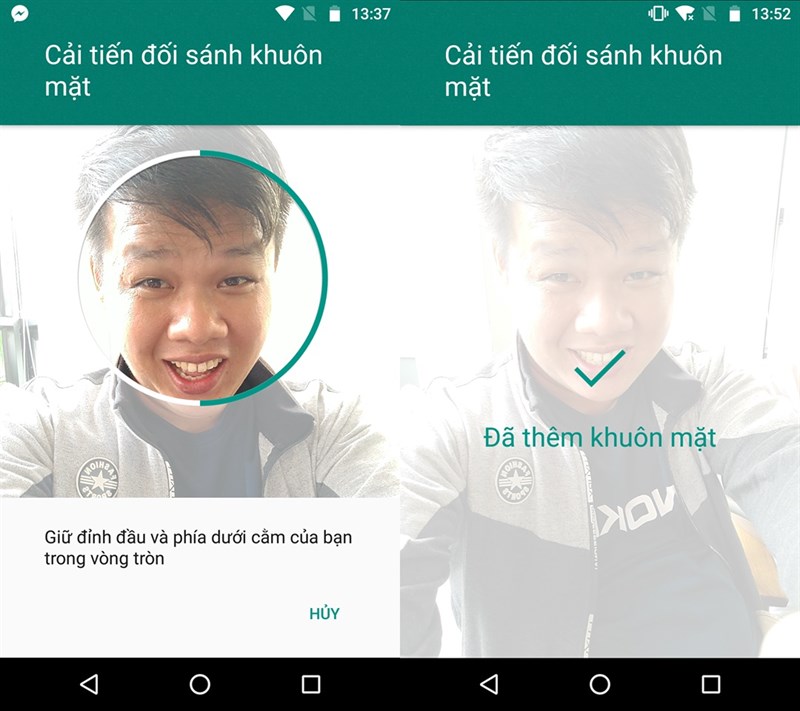 13:37
Cải tiến đối sánh khuôn
mặt
Giữ đỉnh đầu và phía dưới cằm của bạn
trong vòng tròn
HỦY
13:52
Cải tiến đối sánh khuôn
mặt
Đã thêm khuôn mặt